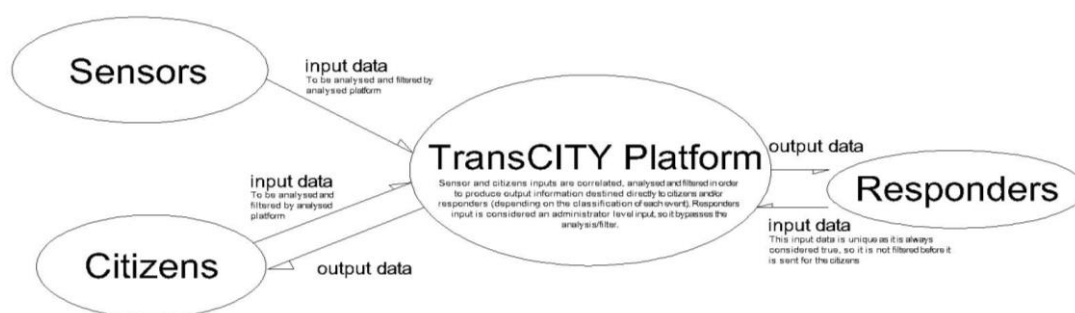 Sensors
input data
To be analysed and filtered by
analysed platform
TransCITY Platform
Sensor and citizens inputs are correlated, analysed and filtered in order
to produce output information destined directly to citizens and/or
responders (depending on the classification of each event). Responders
input is considered an administrator level input, so it bypasses the
analysis/filter.
output data
Responders
input data
This input data is unique as it is always
considered true, so it is not filtered before it
is sent for the citizens
input data
To be analysed and
filtered by analysed
platform
Citizens
output data